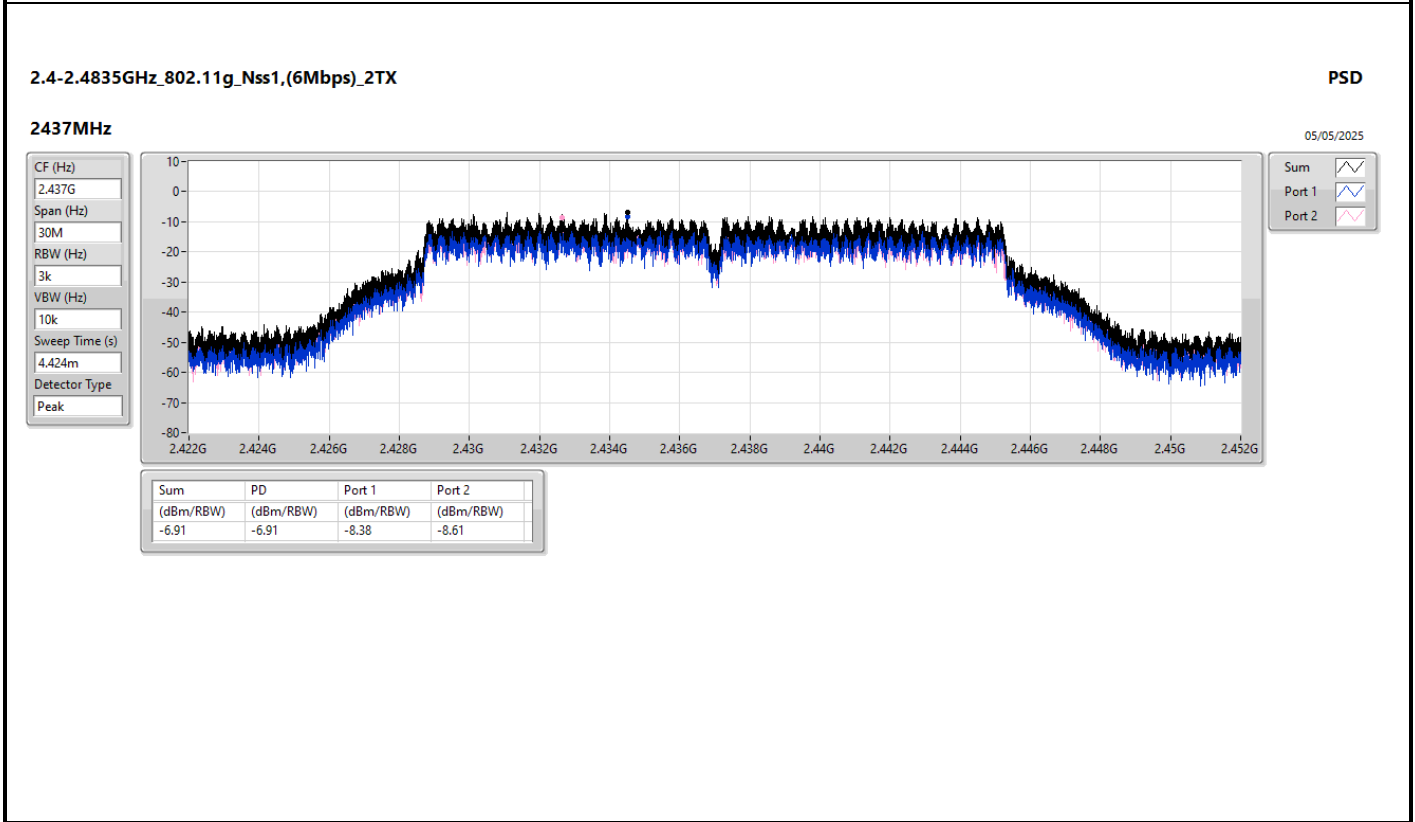 2.4-2.4835GHz_802.11g_Nss1,(6Mbps)_2TX
PSD
2437MHz
05/05/2025
CF (Hz)
2.437G
Span (Hz)
30M
RBW (Hz)
3k
VBW (Hz)
10k
Sweep Time (s)
4.424m
Detector Type
Peak
10-
0-
-10-
-20-
-30-
-40-
-50-
-60-
-70-
-80-
2.422G 2.424G 2.426G 2.428G 2.43G 2.432G 2.434G 2.436G 2.438G 2.44G 2.442G 2.444G 2.446G 2.448G 2.45G 2.452G
Sum
Port 1
Port 2
Sum PD Port 1 Port 2
(dBm/RBW) (dBm/RBW) (dBm/RBW) (dBm/RBW)
-6.91 -6.91 -8.38 -8.61